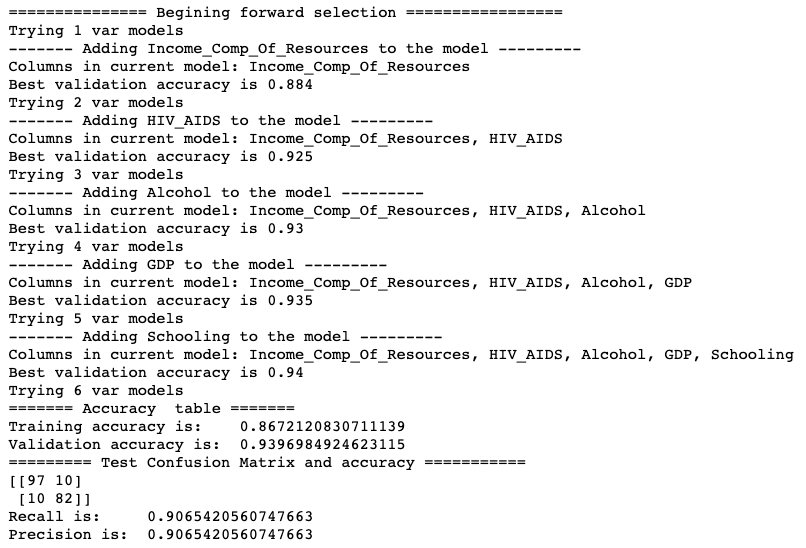 =============== Begining forward selection =================
Trying 1 var models
------- Adding Income_Comp_Of_Resources to the model ---------
Columns in current model: Income_Comp_Of_Resources
Best validation accuracy is 0.884
Trying 2 var models
------- Adding HIV_AIDS to the model ---------
Columns in current model: Income_Comp_Of_Resources, HIV_AIDS
Best validation accuracy is 0.925
Trying 3 var models
------- Adding Alcohol to the model ---------
Columns in current model: Income_Comp_Of_Resources, HIV_AIDS, Alcohol
Best validation accuracy is 0.93
Trying 4 var models
------- Adding GDP to the model ---------
Columns in current model: Income_Comp_Of_Resources, HIV_AIDS, Alcohol, GDP
Best validation accuracy is 0.935
Trying 5 var models
------- Adding Schooling to the model ---------
Columns in current model: Income_Comp_Of_Resources, HIV_AIDS, Alcohol, GDP, Schooling
Best validation accuracy is 0.94
Trying 6 var models
======= Accuracy  table =======
Training accuracy is:    0.8672120830711139
Validation accuracy is:  0.9396984924623115
========= Test Confusion Matrix and accuracy ===========
[[97 10]
 [10 82]]
Recall is:     0.9065420560747663
Precision is:  0.9065420560747663